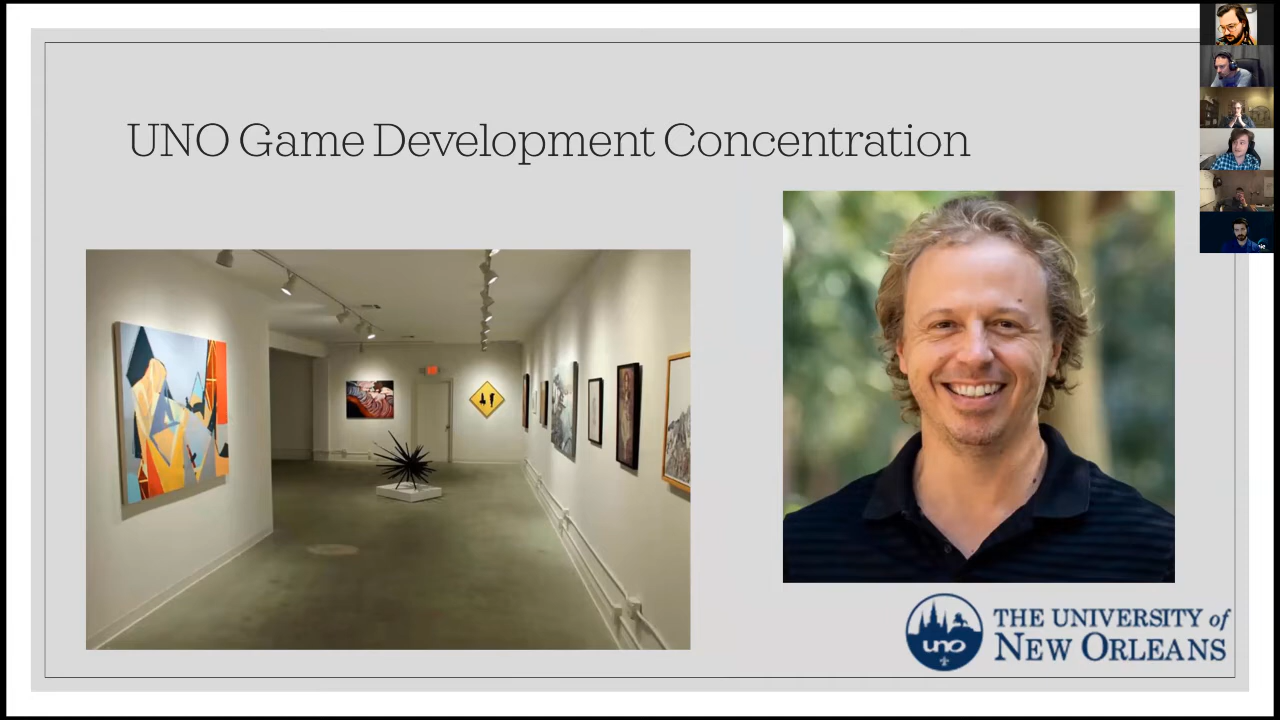 UNO Game Development Concentration
uno
THE UNIVERSITY of
NEW ORLEANS